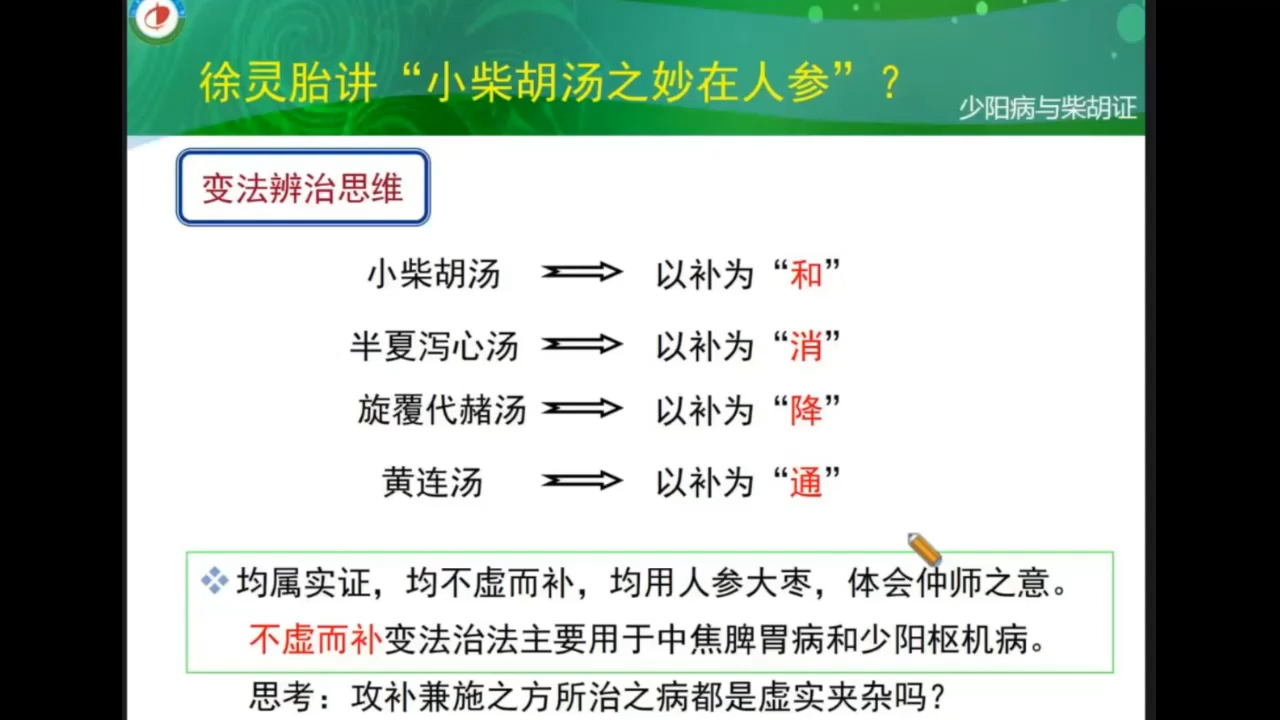 徐灵胎讲“小柴胡汤之妙在人参”？
少阳病与柴胡证
变法辨治思维
小柴胡汤 以补为“和”
半夏泻心汤 以补为“消”
旋覆代赭汤 以补为“降”
黄连汤 以补为“通”
均属实证，均不虚而补，均用人参大枣，体会仲师之意。
不虚而补变法治法主要用于中焦脾胃病和少阳枢机病。
思考：攻补兼施之方所治之病都是虚实夹杂吗？